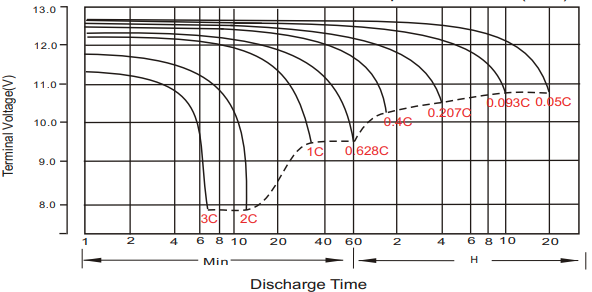 13.0
12.0
11.0
10.0
9.0
8.0
Terminal Voltage(V)
0.093C 0.05C
0.207C
0.4C
1C 0.628C
3C 2C
1 2 4 6 8 10 20 40 60 2 4 6 8 10 20
Min H
Discharge Time